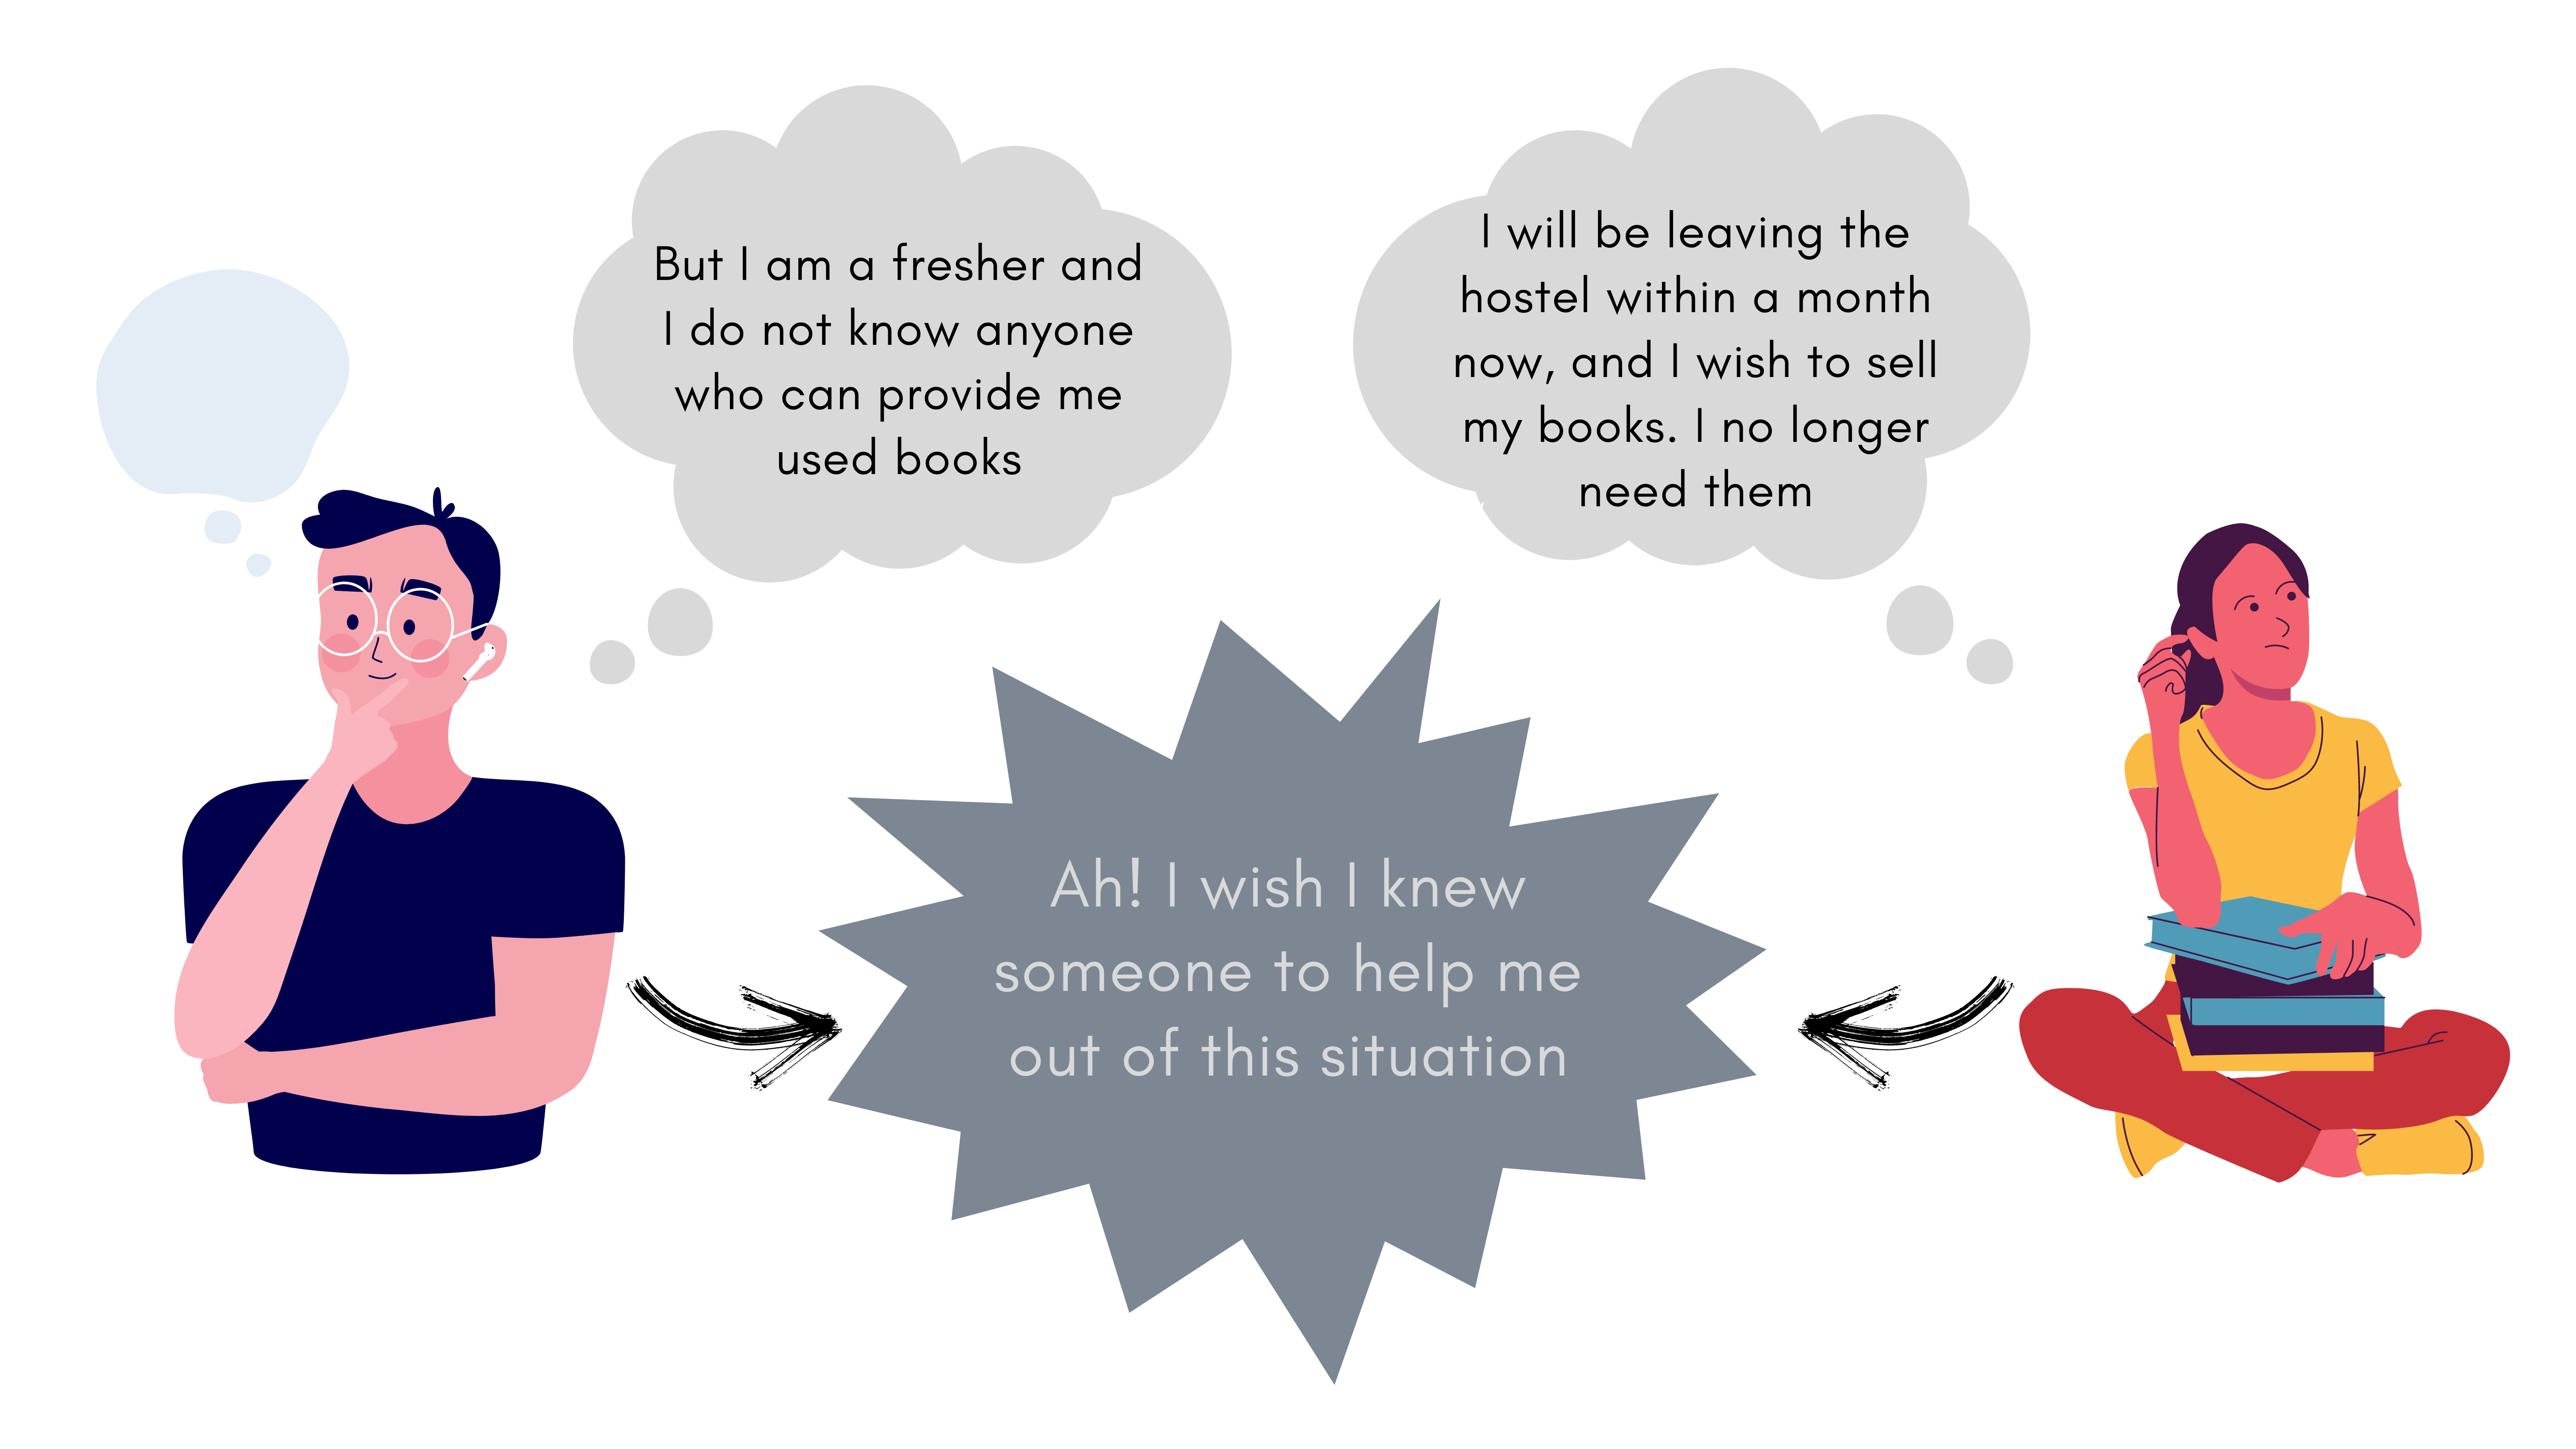 But I am a fresher and
I do not know anyone
who can provide me
used books
I will be leaving the
hostel within a month
now, and I wish to sell
my books. I no longer
need them
Ah! I wish I knew
someone to help me
out of this situation